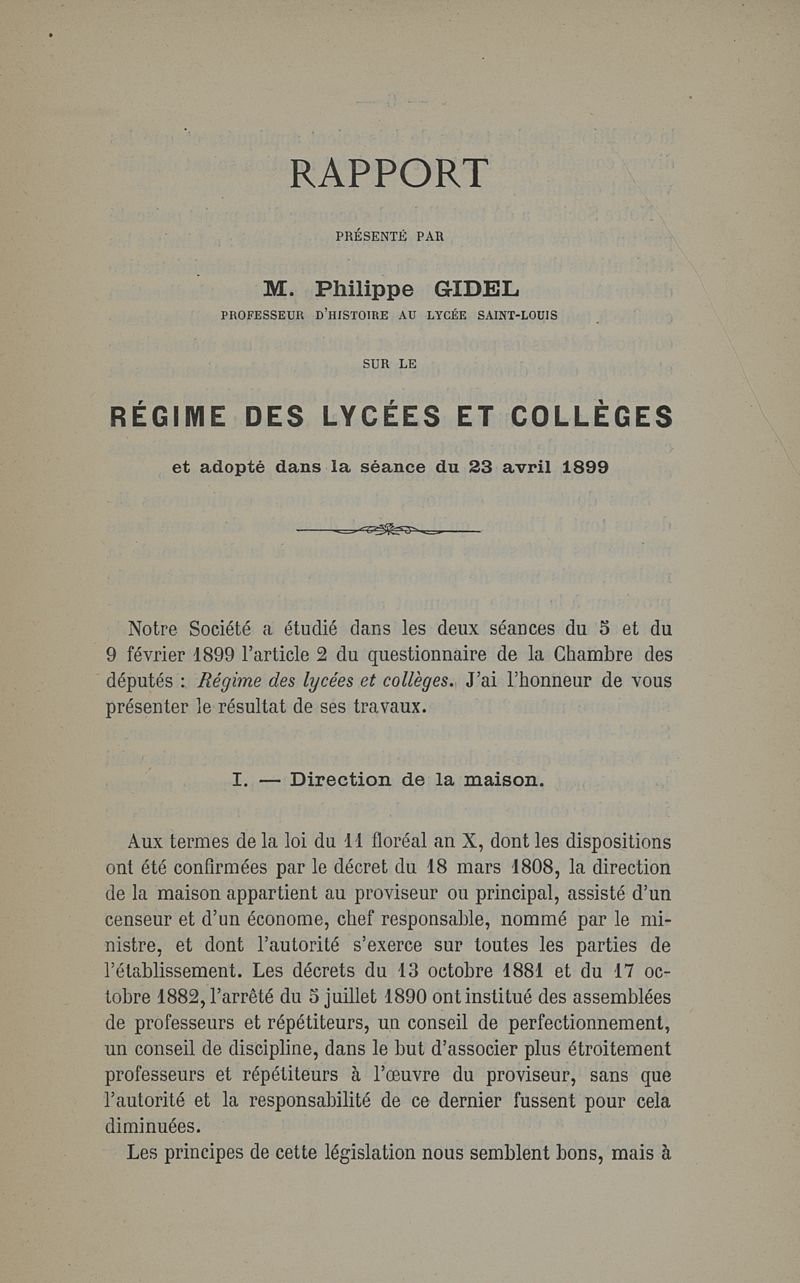 RAPPORT
PRÉSENTÉ PAR
M. Philippe GIDEL
PROFESSEUR D'HISTOIRE AU LYCÉE SAINT-LOUIS
SUR LE
RÉGIME DES LYCÉES ET COLLÈGES
et adopté dans la séance du 23 avril 1899
Notre Société a étudié dans les deux séances du 5 et du
9 février 1899 l'article 2 du questionnaire de la Chambre des
députés : Régime des lycées et collèges. J'ai l'honneur de vous
présenter le résultat de ses travaux.
I. — Direction de la maison.
Aux termes de la loi du 11 floréal an X, dont les dispositions
ont été confirmées par le décret du 18 mars 1808, la direction
de la maison appartient au proviseur ou principal, assisté d'un
censeur et d'un économe, chef responsable, nommé par le mi-
nistre, et dont l'autorité s'exerce sur toutes les parties de
l'établissement. Les décrets du 13 octobre 1881 et du 17 oc-
tobre 1882, l'arrêté du 5 juillet 1890 ont institué des assemblées
de professeurs et répétiteurs, un conseil de perfectionnement,
un conseil de discipline, dans le but d'associer plus étroitement
professeurs et répétiteurs à l'œuvre du proviseur, sans que
l'autorité et la responsabilité de ce dernier fussent pour cela
diminuées.
Les principes de cette législation nous semblent bons, mais à